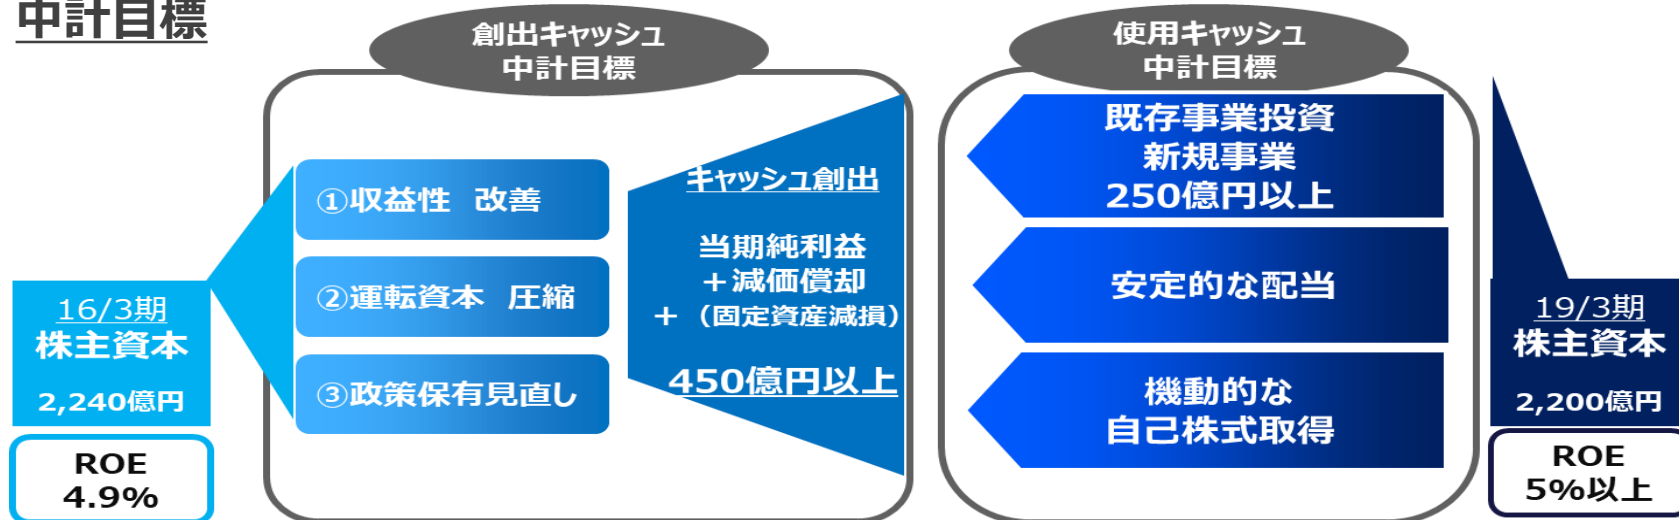 中計目標
創出キャッシュ
中計目標
使用キャッシュ
中計目標
16/3期
株主資本
2,240億円
ROE
4.9%
①収益性 改善
②運転資本 圧縮
③政策保有見直し
キャッシュ創出
当期純利益
＋減価償却
＋（固定資産減損）
450億円以上
既存事業投資
新規事業
250億円以上
安定的な配当
機動的な
自己株式取得
19/3期
株主資本
2,200億円
ROE
5%以上